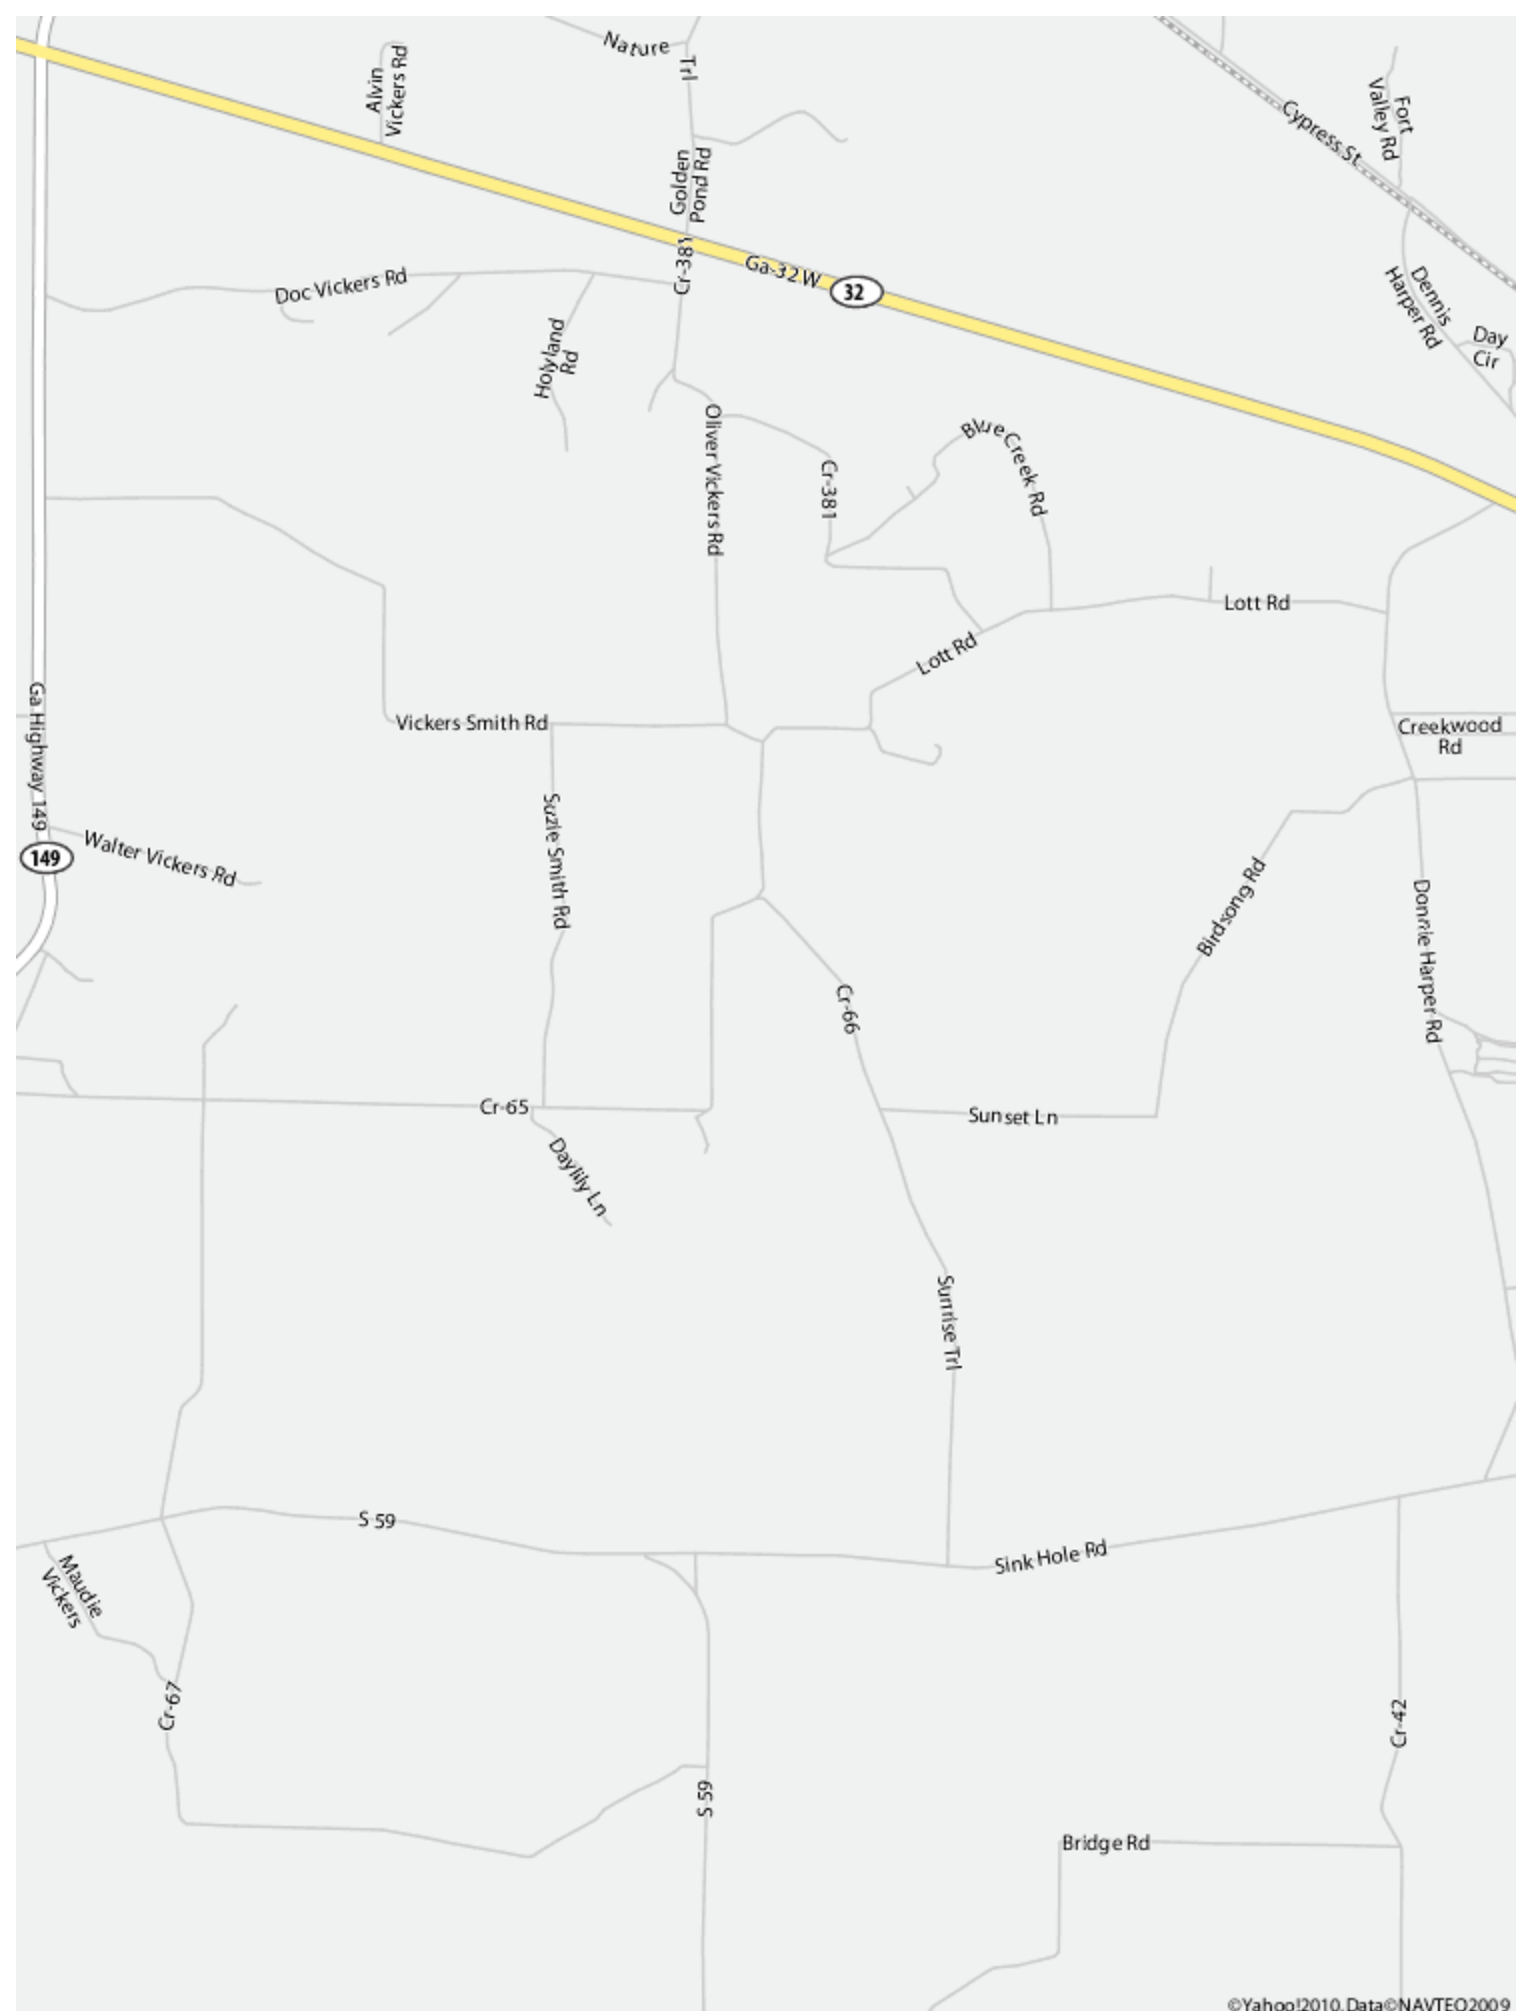 Nature
Trl
Alvin
Vickers Rd
Golden
Pond Rd
Cypress St
Fort
Valley Rd
Cr-381
Ga-32 W
32
Doc Vickers Rd
Dennis
Harper Rd
Day
Cir
Holyland
Rd
Oliver Vickers Rd
Cr-381
Blue Creek Rd
Lott Rd
Lott Rd
Ga Highway 149
149
Vickers Smith Rd
Creekwood
Rd
Suzie Smith Rd
Walter Vickers Rd
Birdsong Rd
Donnie Harper Rd
Cr-66
Cr-65
Sunset Ln
Daylily Ln
Sunrise Trl
S 59
Sink Hole Rd
Maudie
Vickers
Cr-67
Cr-42
S 59
Bridge Rd
©Yahoo!2010, Data©NAVTEQ2009